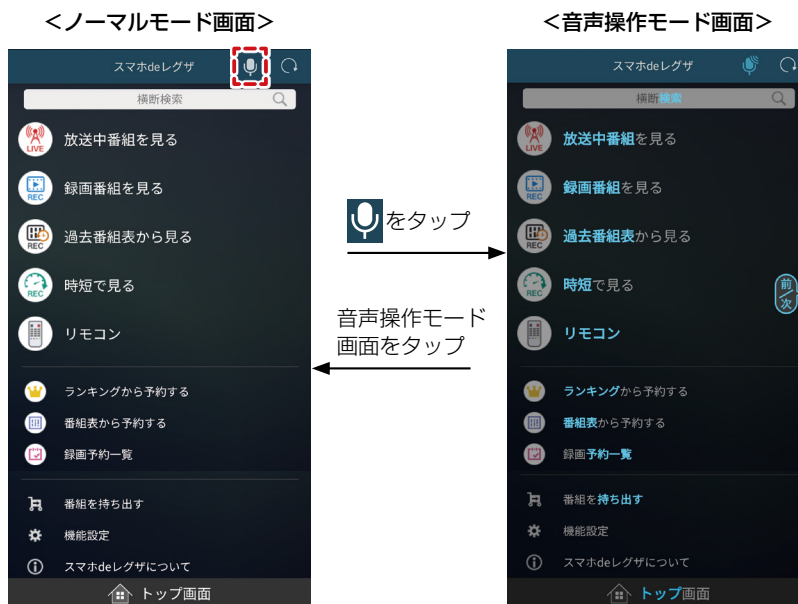 ＜ノーマルモード画面＞
スマホdeレグザ
横断検索
LIVE
放送中番組を見る
REC
録画番組を見る
REC
過去番組表から見る
REC
時短で見る
リモコン
ランキングから予約する
番組表から予約する
録画予約一覧
番組を持ち出す
機能設定
スマホdeレグザについて
トップ画面
をタップ
音声操作モード
画面をタップ
＜音声操作モード画面＞
スマホdeレグザ
横断検索
LIVE
放送中番組を見る
REC
録画番組を見る
REC
過去番組表から見る
REC
時短で見る
前/次
リモコン
ランキングから予約する
番組表から予約する
録画予約一覧
番組を持ち出す
機能設定
スマホdeレグザについて
トップ画面